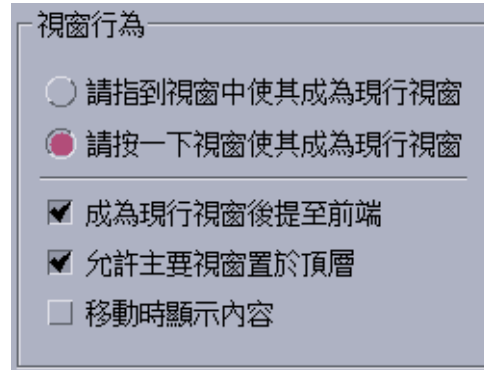 視窗行為
請指到視窗中使其成為現行視窗
請按一下視窗使其成為現行視窗
成為現行視窗後提至前端
允許主要視窗置於頂層
移動時顯示內容